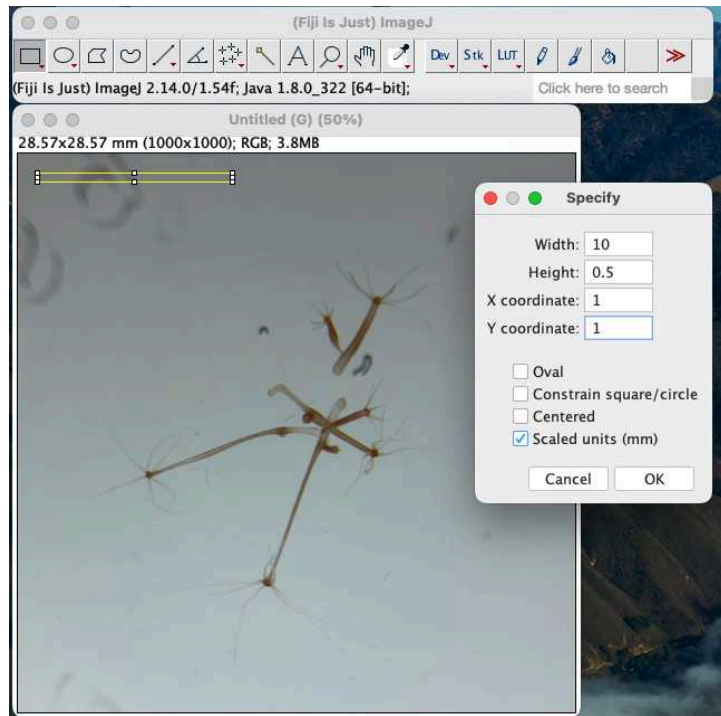 (Fiji Is Just) ImageJ
Dev Stk LUT
(Fiji Is Just) ImageJ 2.14.0/1.54f; Java 1.8.0_322 [64-bit];
Click here to search
Untitled (G) (50%)
28.57x28.57 mm (1000x1000); RGB; 3.8MB
Specify
Width: 10
Height: 0.5
X coordinate: 1
Y coordinate: 1
Oval
Constrain square/circle
Centered
Scaled units (mm)
Cancel OK